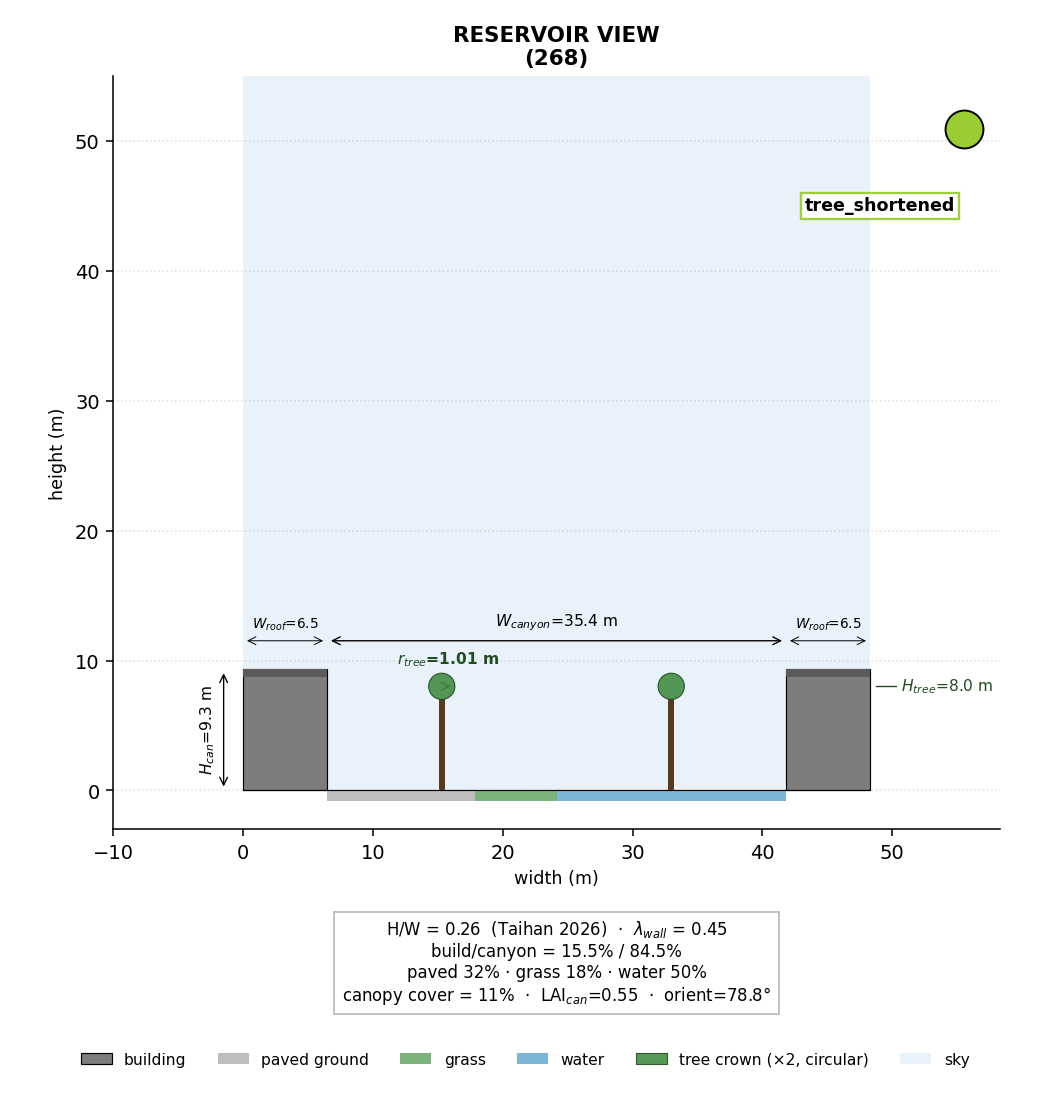 RESERVOIR VIEW
(268)
50
tree_shortened
40
30
height (m)
20
W_roof=6.5
W_canyon=35.4 m
W_roof=6.5
10
r_tree=1.01 m
H_tree=8.0 m
H_can=9.3 m
0
−10 0 10 20 30 40 50
width (m)
H/W = 0.26 (Taihan 2026) · λ_wall = 0.45
build/canyon = 15.5% / 84.5%
paved 32% · grass 18% · water 50%
canopy cover = 11% · LAI_can=0.55 · orient=78.8°
building paved ground grass water tree crown (×2, circular) sky